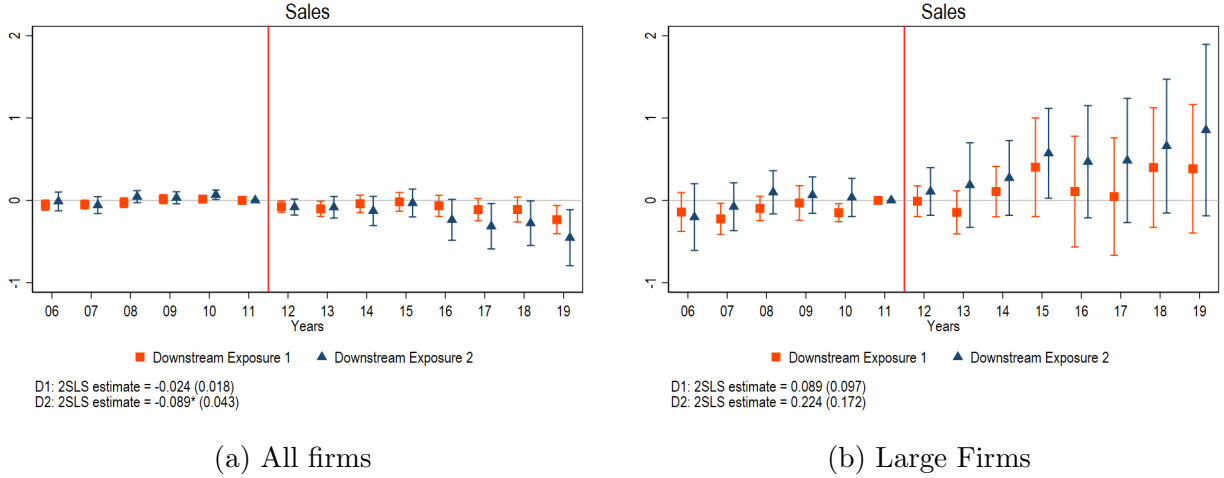 Sales
2
1
0
-1
06 07 08 09 10 11 12 13 14 15 16 17 18 19
Years
Downstream Exposure 1 Downstream Exposure 2
D1: 2SLS estimate = -0.024 (0.018)
D2: 2SLS estimate = -0.089* (0.043)
(a) All firms
Sales
2
1
0
-1
06 07 08 09 10 11 12 13 14 15 16 17 18 19
Years
Downstream Exposure 1 Downstream Exposure 2
D1: 2SLS estimate = 0.089 (0.097)
D2: 2SLS estimate = 0.224 (0.172)
(b) Large Firms